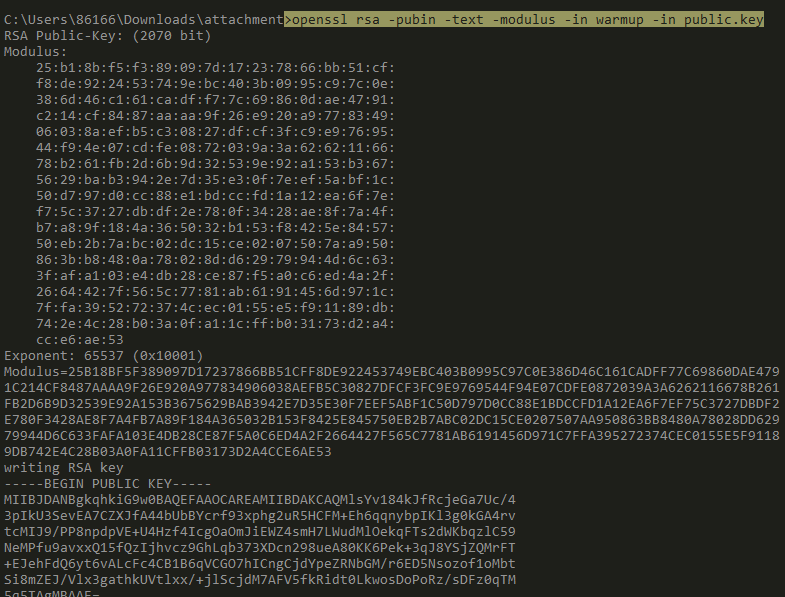 C:\Users\86166\Downloads\attachment>openssl rsa -pubin -text -modulus -in warmup -in public.key
RSA Public-Key: (2070 bit)
Modulus:
25:b1:8b:f5:f3:89:09:7d:17:23:78:66:bb:51:cf:
f8:de:92:24:53:74:9e:bc:40:3b:09:95:c9:7c:0e:
38:6d:46:c1:61:ca:df:f7:7c:69:86:0d:ae:47:91:
c2:14:cf:84:87:aa:aa:9f:26:e9:20:a9:77:83:49:
06:03:8a:ef:b5:c3:08:27:df:cf:3f:c9:e9:76:95:
44:f9:4e:07:cd:fe:08:72:03:9a:3a:62:62:11:66:
78:b2:61:fb:2d:6b:9d:32:53:9e:92:a1:53:b3:67:
56:29:ba:b3:94:2e:7d:35:e3:0f:7e:ef:5a:bf:1c:
50:d7:97:d0:cc:88:e1:bd:cc:fd:1a:12:ea:6f:7e:
f7:5c:37:27:db:df:2e:78:0f:34:28:ae:8f:7a:4f:
b7:a8:9f:18:4a:36:50:32:b1:53:f8:42:5e:84:57:
50:eb:2b:7a:bc:02:dc:15:ce:02:07:50:7a:a9:50:
86:3b:b8:48:0a:78:02:8d:d6:29:79:94:4d:6c:63:
3f:af:a1:03:e4:db:28:ce:87:f5:a0:c6:ed:4a:2f:
26:64:42:7f:56:5c:77:81:ab:61:91:45:6d:97:1c:
7f:fa:39:52:72:37:4c:ec:01:55:e5:f9:11:89:db:
74:2e:4c:28:b0:3a:0f:a1:1c:ff:b0:31:73:d2:a4:
cc:e6:ae:53
Exponent: 65537 (0x10001)
Modulus=25B18BF5F389097D17237866BB51CFF8DE922453749EBC403B0995C97C0E386D46C161CADFF77C69860DAE479
1C214CF8487AAAA9F26E920A977834906038AEFB5C30827DFCF3FC9E9769544F94E07CDFE0872039A3A6262116678B261
FB2D6B9D32539E92A153B3675629BAB3942E7D35E30F7EEF5ABF1C50D797D0CC88E1BDCCFD1A12EA6F7EF75C3727DBDF2
E780F3428AE8F7A4FB7A89F184A365032B153F8425E845750EB2B7ABC02DC15CE0207507AA950863BB8480A78028DD629
79944D6C633FAFA103E4DB28CE87F5A0C6ED4A2F2664427F565C7781AB6191456D971C7FFA395272374CEC0155E5F9118
9DB742E4C28B03A0FA11CFFB03173D2A4CCE6AE53
writing RSA key
-----BEGIN PUBLIC KEY-----
MIIBJDANBgkqhkiG9w0BAQEFAAOCAREAMIIBDAKCAQMlsYv184kJfRcjeGa7Uc/4
3pIkU3SevEA7CZXJfA44bUbBYcrf93xphg2uR5HCFM+Eh6qqnybpIKl3g0kGA4rv
tcMIJ9/PP8npdpVE+U4Hzf4IcgOaOmJiEWZ4smH7LWudMlOekqFTs2dWKbqzlC59
NeMPfu9avxxQ15fQzIjhvcz9GhLqb373XDcn298ueA80KK6Pek+3qJ8YSjZQMrFT
+EJehFdQ6yt6vALcFc4CB1B6qVCGO7hICngCjdYpeZRNbGM/r6ED5Nsozof1oMbt
Si8mZEJ/Vlx3gathkUVtlxx/+jlScjdM7AFV5fkRidt0LkwosDoPoRz/sDFz0qTM
5q5TAgMBAAE=